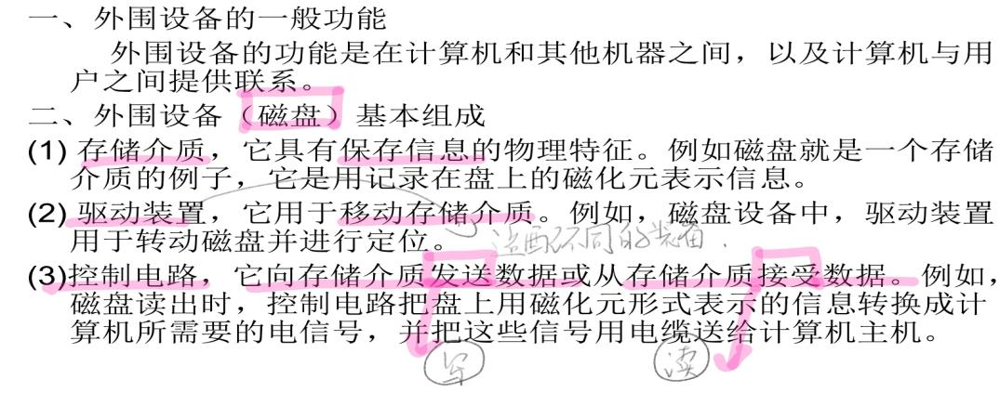 一、外围设备的一般功能
外围设备的功能是在计算机和其他机器之间，以及计算机与用
户之间提供联系。
二、外围设备（磁盘）基本组成
(1) 存储介质，它具有保存信息的物理特征。例如磁盘就是一个存储
介质的例子，它是用记录在盘上的磁化元表示信息。
(2) 驱动装置，它用于移动存储介质。例如，磁盘设备中，驱动装置
用于转动磁盘并进行定位。
适配不同的装备.
(3)控制电路，它向存储介质发送数据或从存储介质接受数据。例如，
磁盘读出时，控制电路把盘上用磁化元形式表示的信息转换成计
算机所需要的电信号，并把这些信号用电缆送给计算机主机。
写 读